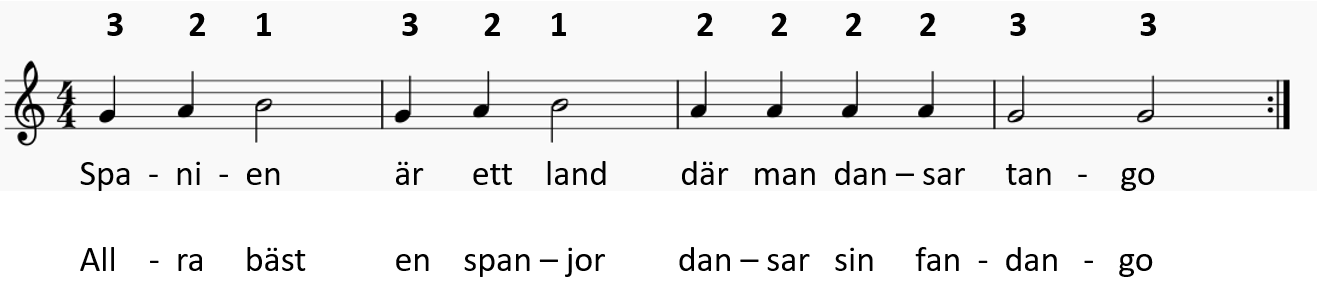 3 2 1 3 2 1 2 2 2 2 3 3
4
4
Spa - ni - en är ett land där man dan – sar tan - go
All - ra bäst en span – jor dan – sar sin fan - dan - go